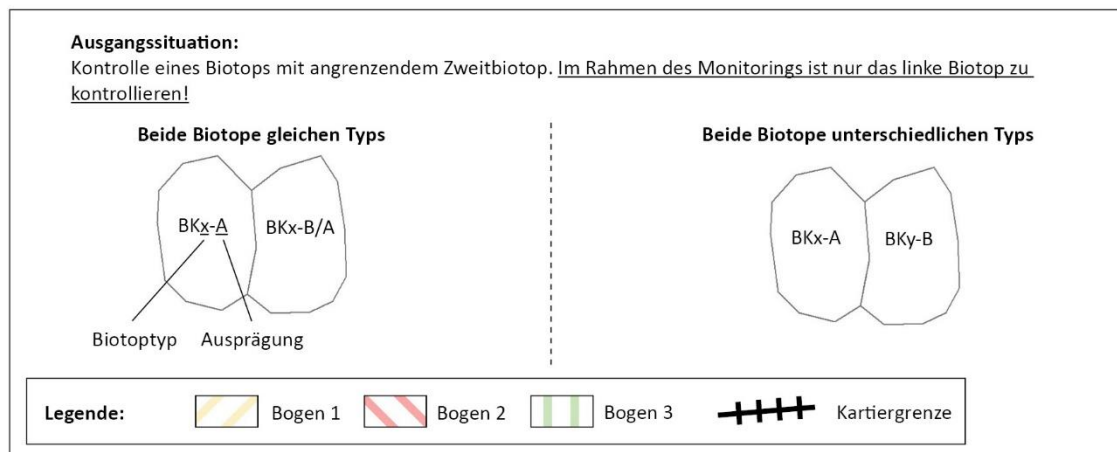 Ausgangssituation:
Kontrolle eines Biotops mit angrenzendem Zweitbiotop. Im Rahmen des Monitorings ist nur das linke Biotop zu
kontrollieren!
Beide Biotope gleichen Typs
Beide Biotope unterschiedlichen Typs
BKx-A
BKx-B/A
BKx-A
BKy-B
Biotoptyp
Ausprägung
Legende:
Bogen 1
Bogen 2
Bogen 3
Kartiergrenze